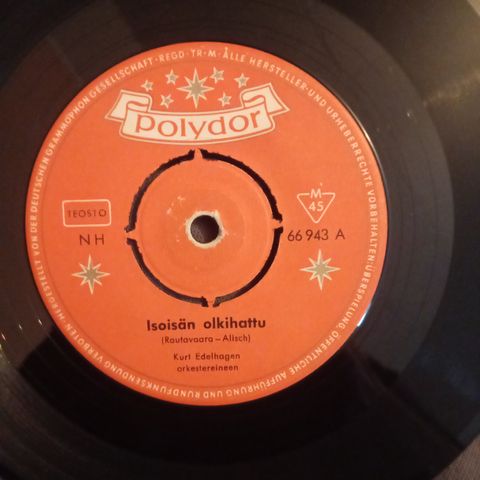 HERGESTELLT VON DER DEUTSCHEN GRAMMOPHON GESELLSCHAFT · REGD · TR · M · ALLE HERSTELLER- UND URHEBERRECHTE VORBEHALTEN · ÜBERSPIELUNG, ÖFFENTLICHE AUFFÜHRUNG UND RUNDFUNKSENDUNG VERBOTEN ·
polydor
TEOSTO
NH
M
45
66 943 A
Isoisän olkihattu
(Rautavaara – Alisch)
Kurt Edelhagen
orkestereineen